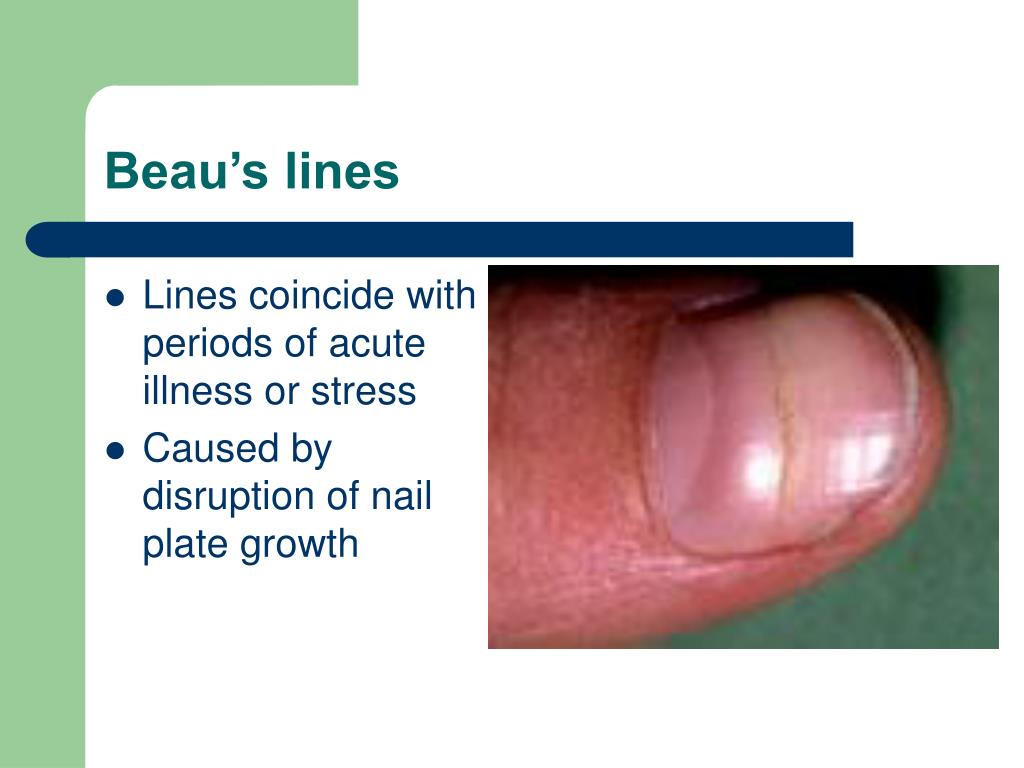 Beau’s lines
● Lines coincide with
periods of acute
illness or stress
● Caused by
disruption of nail
plate growth